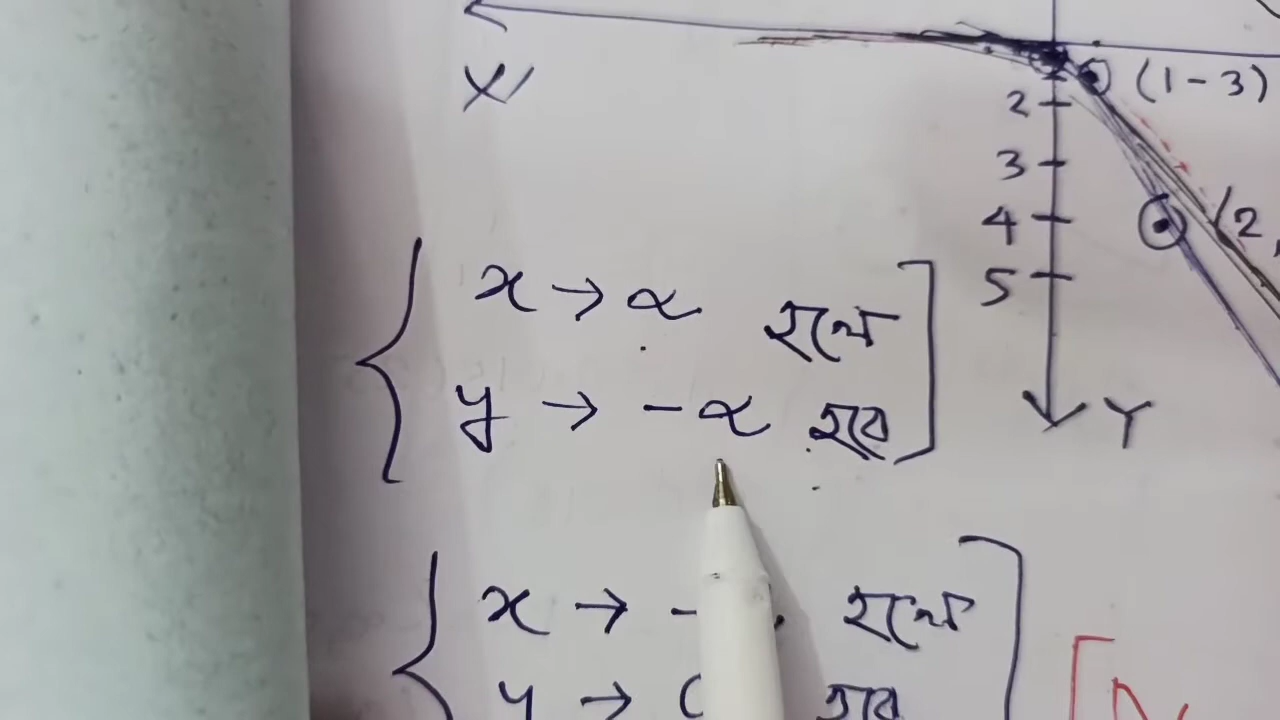 X'
(1-3)
2
3
4
(2,
5
x → α হলে
y → -α হবে
Y
x → - হলে
y → হবে